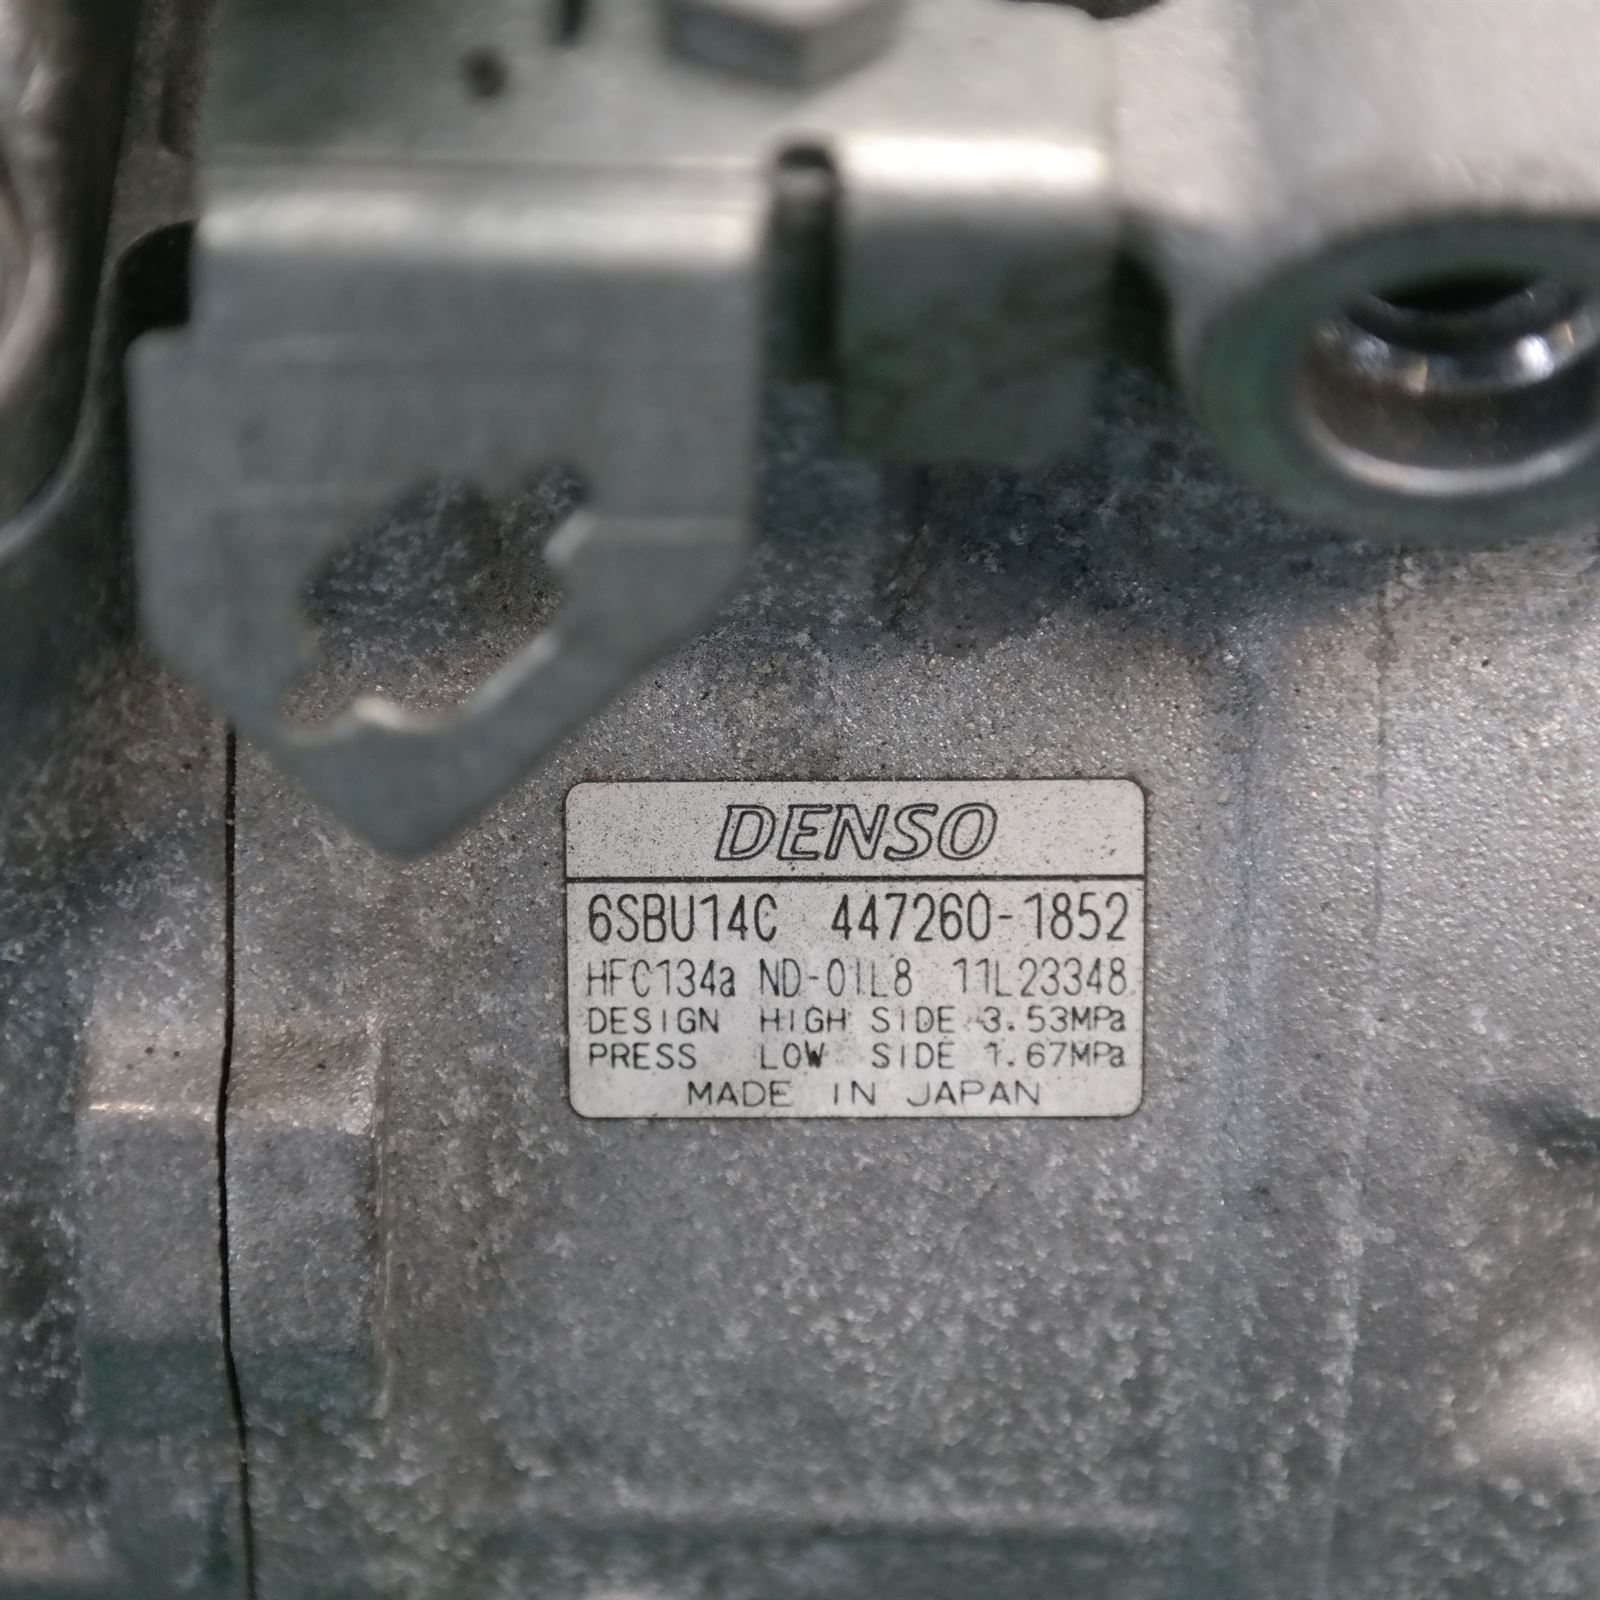 DENSO
6SBU14C 447260-1852
HFC134a ND-OIL8 11L23348
DESIGN HIGH SIDE 3.53MPa
PRESS LOW SIDE 1.67MPa
MADE IN JAPAN